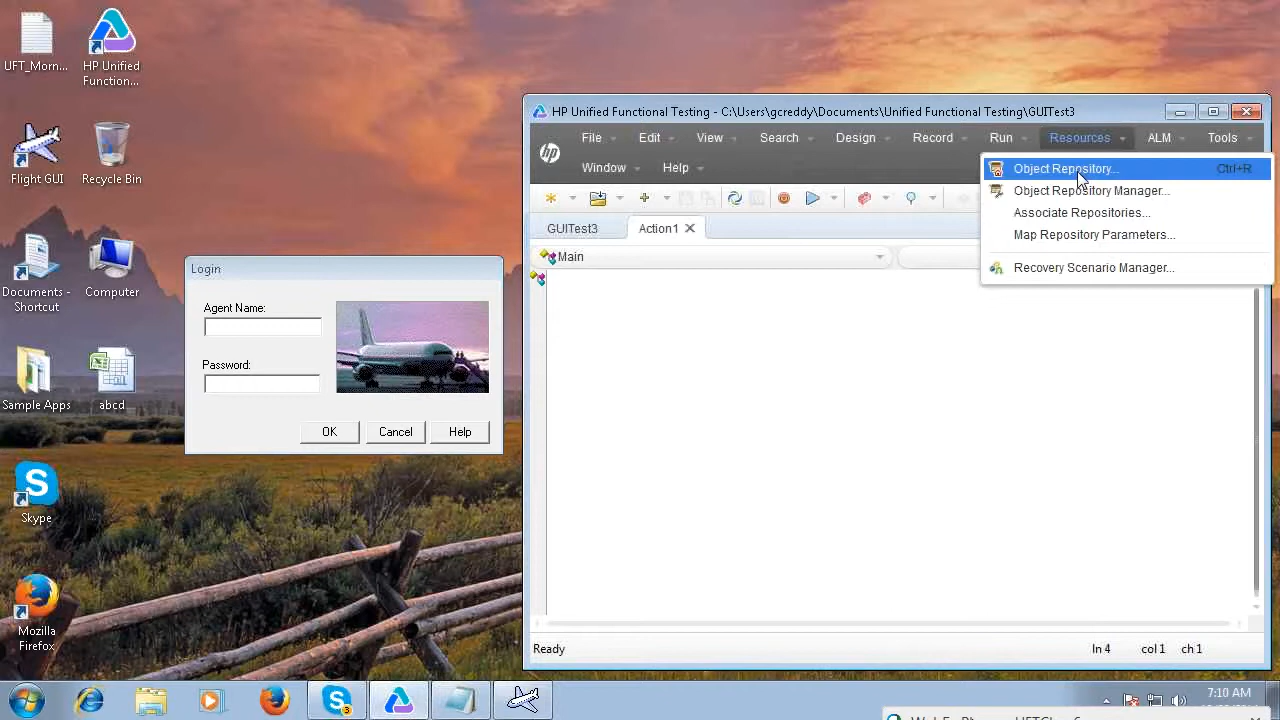 UFT_Morn...
HP Unified
Function...
Flight GUI
Recycle Bin
Documents -
Shortcut
Computer
Sample Apps
abcd
Skype
Mozilla
Firefox
Login
Agent Name:
Password:
OK
Cancel
Help
HP Unified Functional Testing - C:\Users\gcreddy\Documents\Unified Functional Testing\GUITest3
hp
File
Edit
View
Search
Design
Record
Run
Resources
ALM
Tools
Window
Help
Object Repository... Ctrl+R
Object Repository Manager...
Associate Repositories...
Map Repository Parameters...
Recovery Scenario Manager...
GUITest3
Action1
Main
Ready
ln 4
col 1
ch 1
3
7:10 AM